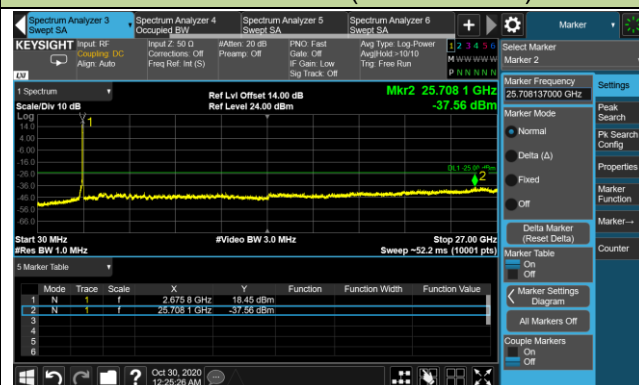 Spectrum Analyzer 3
Swept SA
Spectrum Analyzer 4
Occupied BW
Spectrum Analyzer 5
Swept SA
Spectrum Analyzer 6
Swept SA
+
Marker
KEYSIGHT
Input: RF
Coupling: DC
Align: Auto
Input Z: 50 Ω
Corrections: Off
Freq Ref: Int (S)
#Atten: 20 dB
Preamp: Off
PNO: Fast
Gate: Off
IF Gain: Low
Sig Track: Off
Avg Type: Log-Power
Avg|Hold:>10/10
Trig: Free Run
1 2 3 4 5 6
M W W W W W
P N N N N N
LXI
Select Marker
Marker 2
1 Spectrum
Scale/Div 10 dB
Ref Lvl Offset 14.00 dB
Ref Level 24.00 dBm
Mkr2 25.708 1 GHz
-37.56 dBm
Log
14.0
4.00
-6.00
-16.0
-26.0
-36.0
-46.0
-56.0
-66.0
1
DL1 -25.00 dBm
2
Start 30 MHz
#Res BW 1.0 MHz
#Video BW 3.0 MHz
Stop 27.00 GHz
Sweep ~52.2 ms (10001 pts)
5 Marker Table
Mode Trace Scale X Y Function Function Width Function Value
1 N 1 f 2.675 8 GHz 18.45 dBm
2 N 1 f 25.708 1 GHz -37.56 dBm
3
4
5
6
Marker Frequency
25.708137000 GHz
Marker Mode
Normal
Delta (Δ)
Fixed
Off
Delta Marker
(Reset Delta)
Marker Table
On
Off
Marker Settings
Diagram
All Markers Off
Couple Markers
On
Off
Settings
Peak
Search
Pk Search
Config
Properties
Marker
Function
Marker→
Counter
?
Oct 30, 2020
12:25:26 AM